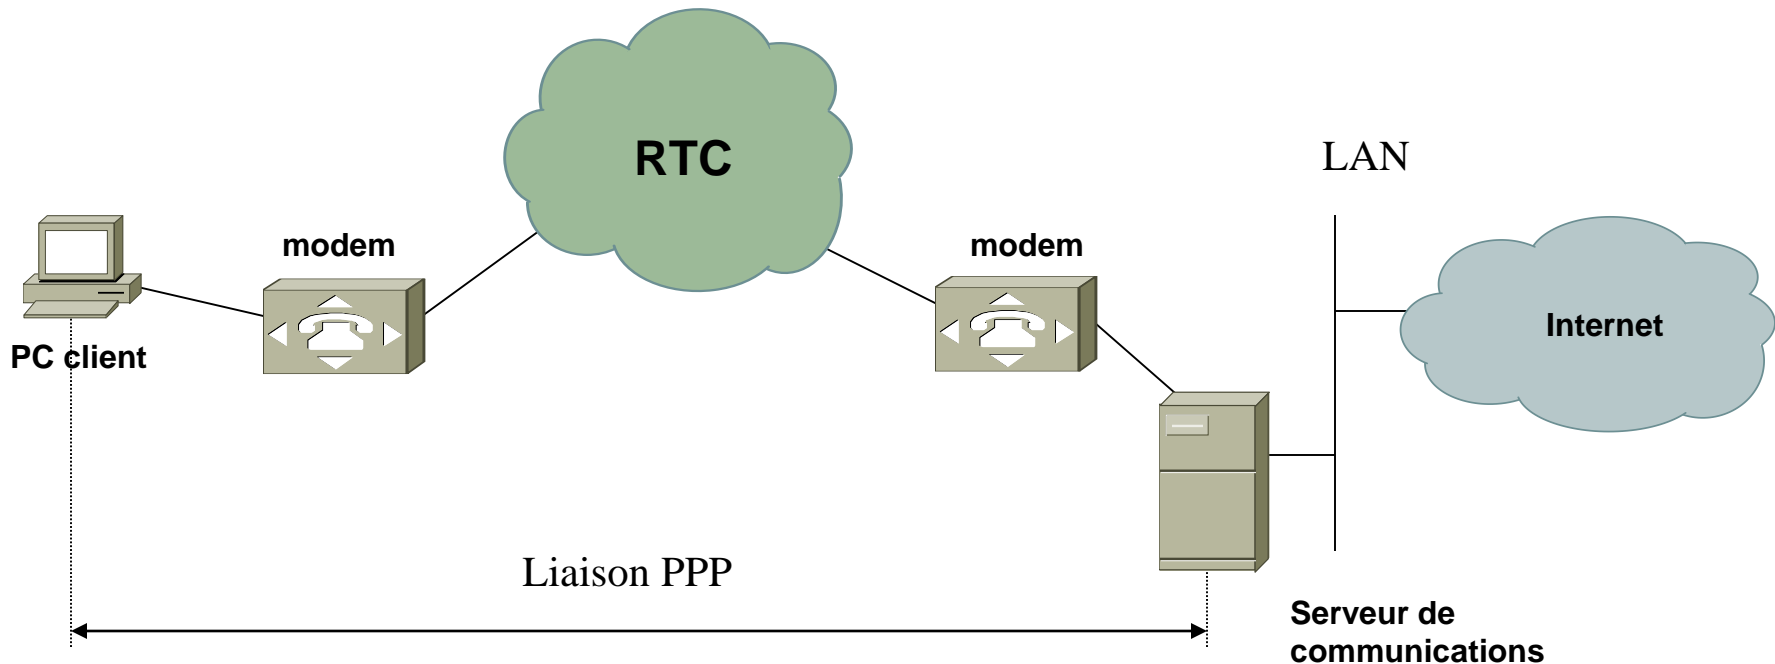 RTC
LAN
modem
modem
Internet
PC client
Liaison PPP
Serveur de
communications